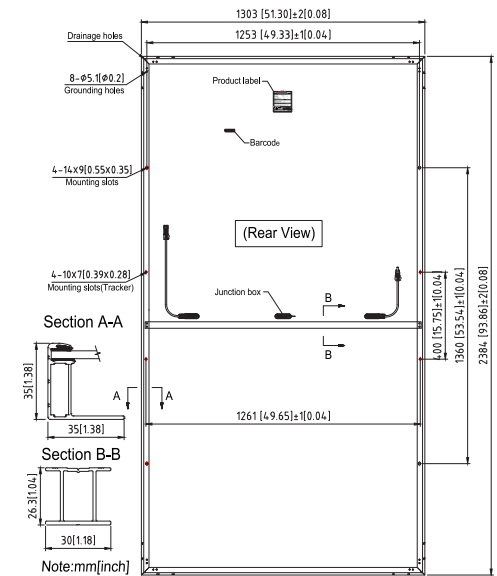 1303 [51.30]±2[0.08]
1253 [49.33]±1[0.04]
Drainage holes
8-ø5.1[ø0.2]
Grounding holes
Product label
Barcode
4-14x9[0.55x0.35]
Mounting slots
(Rear View)
4-10x7[0.39x0.28]
Mounting slots(Tracker)
Junction box
B
B
400 [15.75]±1[0.04]
1360 [53.54]±1[0.04]
2384 [93.86]±2[0.08]
Section A-A
35[1.38]
35[1.38]
A
A
1261 [49.65]±1[0.04]
Section B-B
26.3[1.04]
30[1.18]
Note:mm[inch]